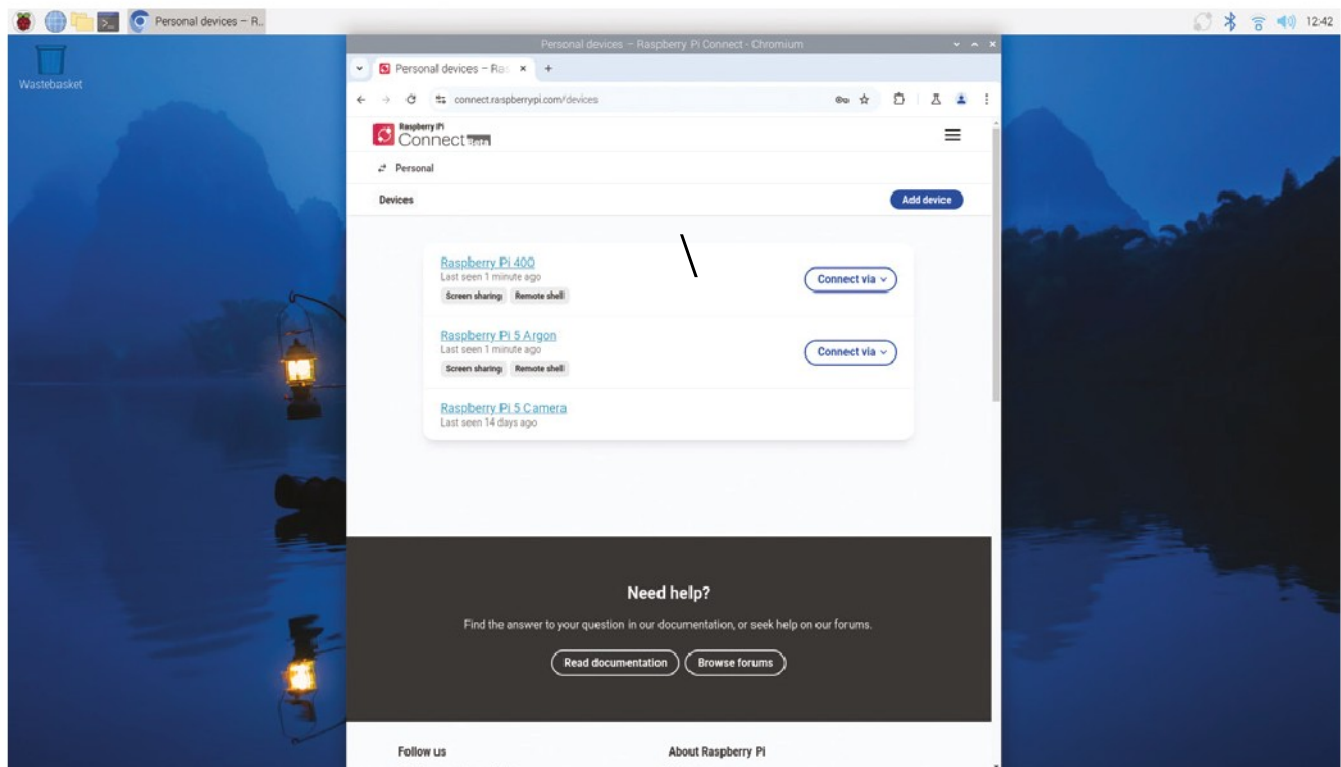 Personal devices – R..
12:42
Wastebasket
Personal devices – Raspberry Pi Connect - Chromium
Personal devices – Ras
connect.raspberrypi.com/devices
Raspberry Pi
Connect Beta
Personal
Devices
Add device
\
Raspberry Pi 400
Last seen 1 minute ago
Screen sharing Remote shell
Connect via
Raspberry Pi 5 Argon
Last seen 1 minute ago
Screen sharing Remote shell
Connect via
Raspberry Pi 5 Camera
Last seen 14 days ago
Need help?
Find the answer to your question in our documentation, or seek help on our forums.
Read documentation Browse forums
Follow us About Raspberry Pi